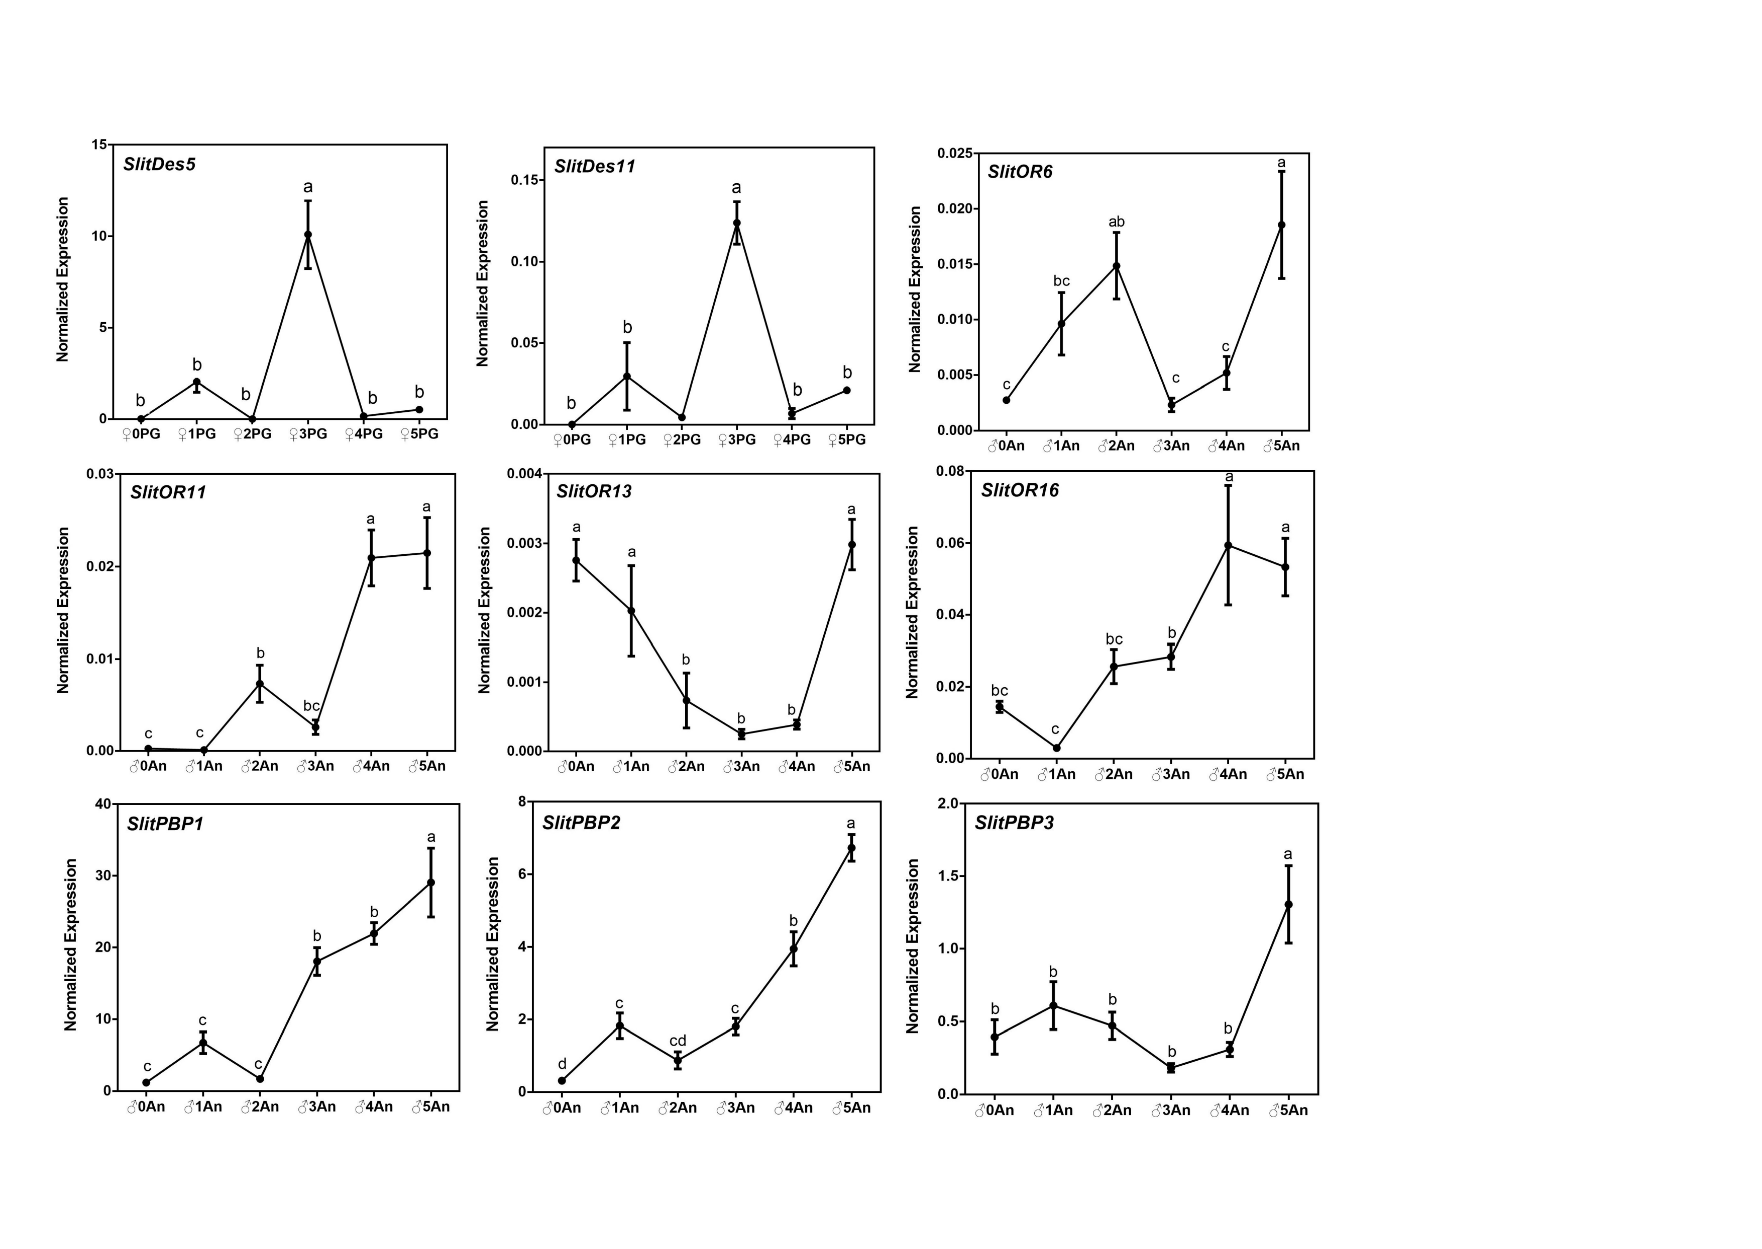 SlitDes5
Normalized Expression
15
10
5
0
b
b
b
a
b
b
♀0PG ♀1PG ♀2PG ♀3PG ♀4PG ♀5PG
SlitDes11
Normalized Expression
0.15
0.10
0.05
0.00
b
b
a
b
b
♀0PG ♀1PG ♀2PG ♀3PG ♀4PG ♀5PG
SlitOR6
Normalized Expression
0.025
0.020
0.015
0.010
0.005
0.000
c
bc
ab
c
c
a
♂0An ♂1An ♂2An ♂3An ♂4An ♂5An
SlitOR11
Normalized Expression
0.03
0.02
0.01
0.00
c
c
b
bc
a
a
♂0An ♂1An ♂2An ♂3An ♂4An ♂5An
SlitOR13
Normalized Expression
0.004
0.003
0.002
0.001
0.000
a
a
b
b
b
a
♂0An ♂1An ♂2An ♂3An ♂4An ♂5An
SlitOR16
Normalized Expression
0.08
0.06
0.04
0.02
0.00
bc
c
bc
b
a
a
♂0An ♂1An ♂2An ♂3An ♂4An ♂5An
SlitPBP1
Normalized Expression
40
30
20
10
0
c
c
c
b
b
a
♂0An ♂1An ♂2An ♂3An ♂4An ♂5An
SlitPBP2
Normalized Expression
8
6
4
2
0
d
c
cd
c
b
a
♂0An ♂1An ♂2An ♂3An ♂4An ♂5An
SlitPBP3
Normalized Expression
2.0
1.5
1.0
0.5
0.0
b
b
b
b
b
a
♂0An ♂1An ♂2An ♂3An ♂4An ♂5An